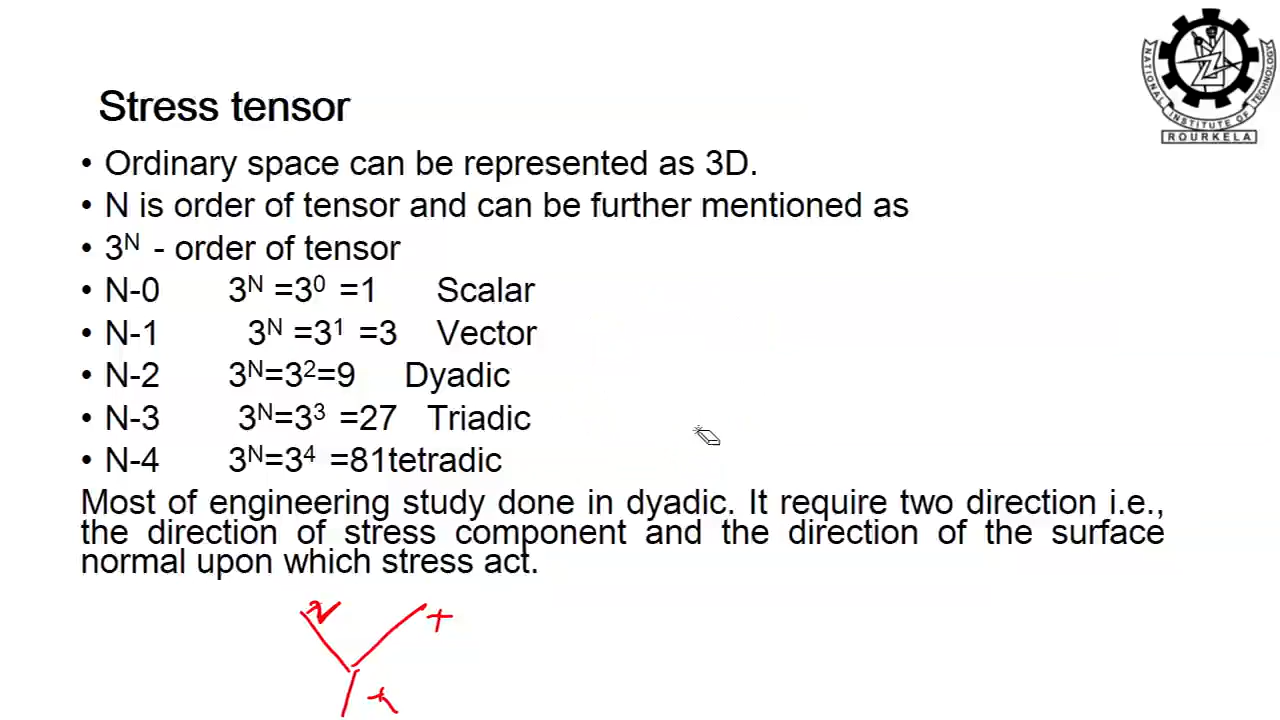 NATIONAL INSTITUTE OF TECHNOLOGY
ROURKELA
Stress tensor
• Ordinary space can be represented as 3D.
• N is order of tensor and can be further mentioned as
• 3ᴺ - order of tensor
• N-0 3ᴺ =3⁰ =1 Scalar
• N-1 3ᴺ =3¹ =3 Vector
• N-2 3ᴺ=3²=9 Dyadic
• N-3 3ᴺ=3³ =27 Triadic
• N-4 3ᴺ=3⁴ =81tetradic
Most of engineering study done in dyadic. It require two direction i.e.,
the direction of stress component and the direction of the surface
normal upon which stress act.